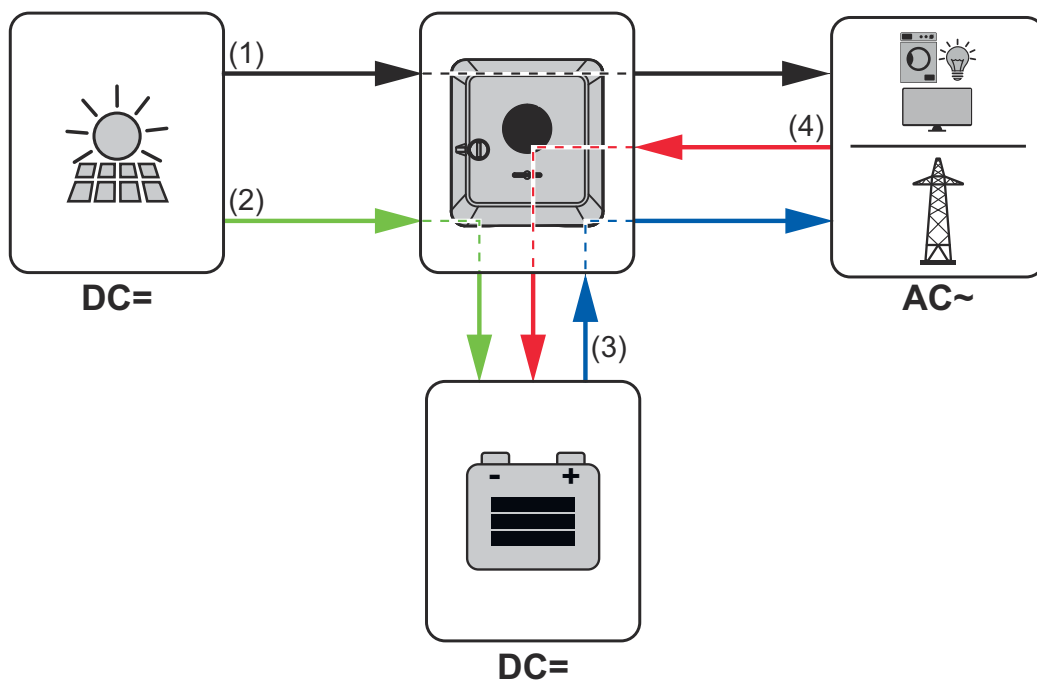 (1)
(4)
(2)
DC=
AC~
(3)
- +
DC=